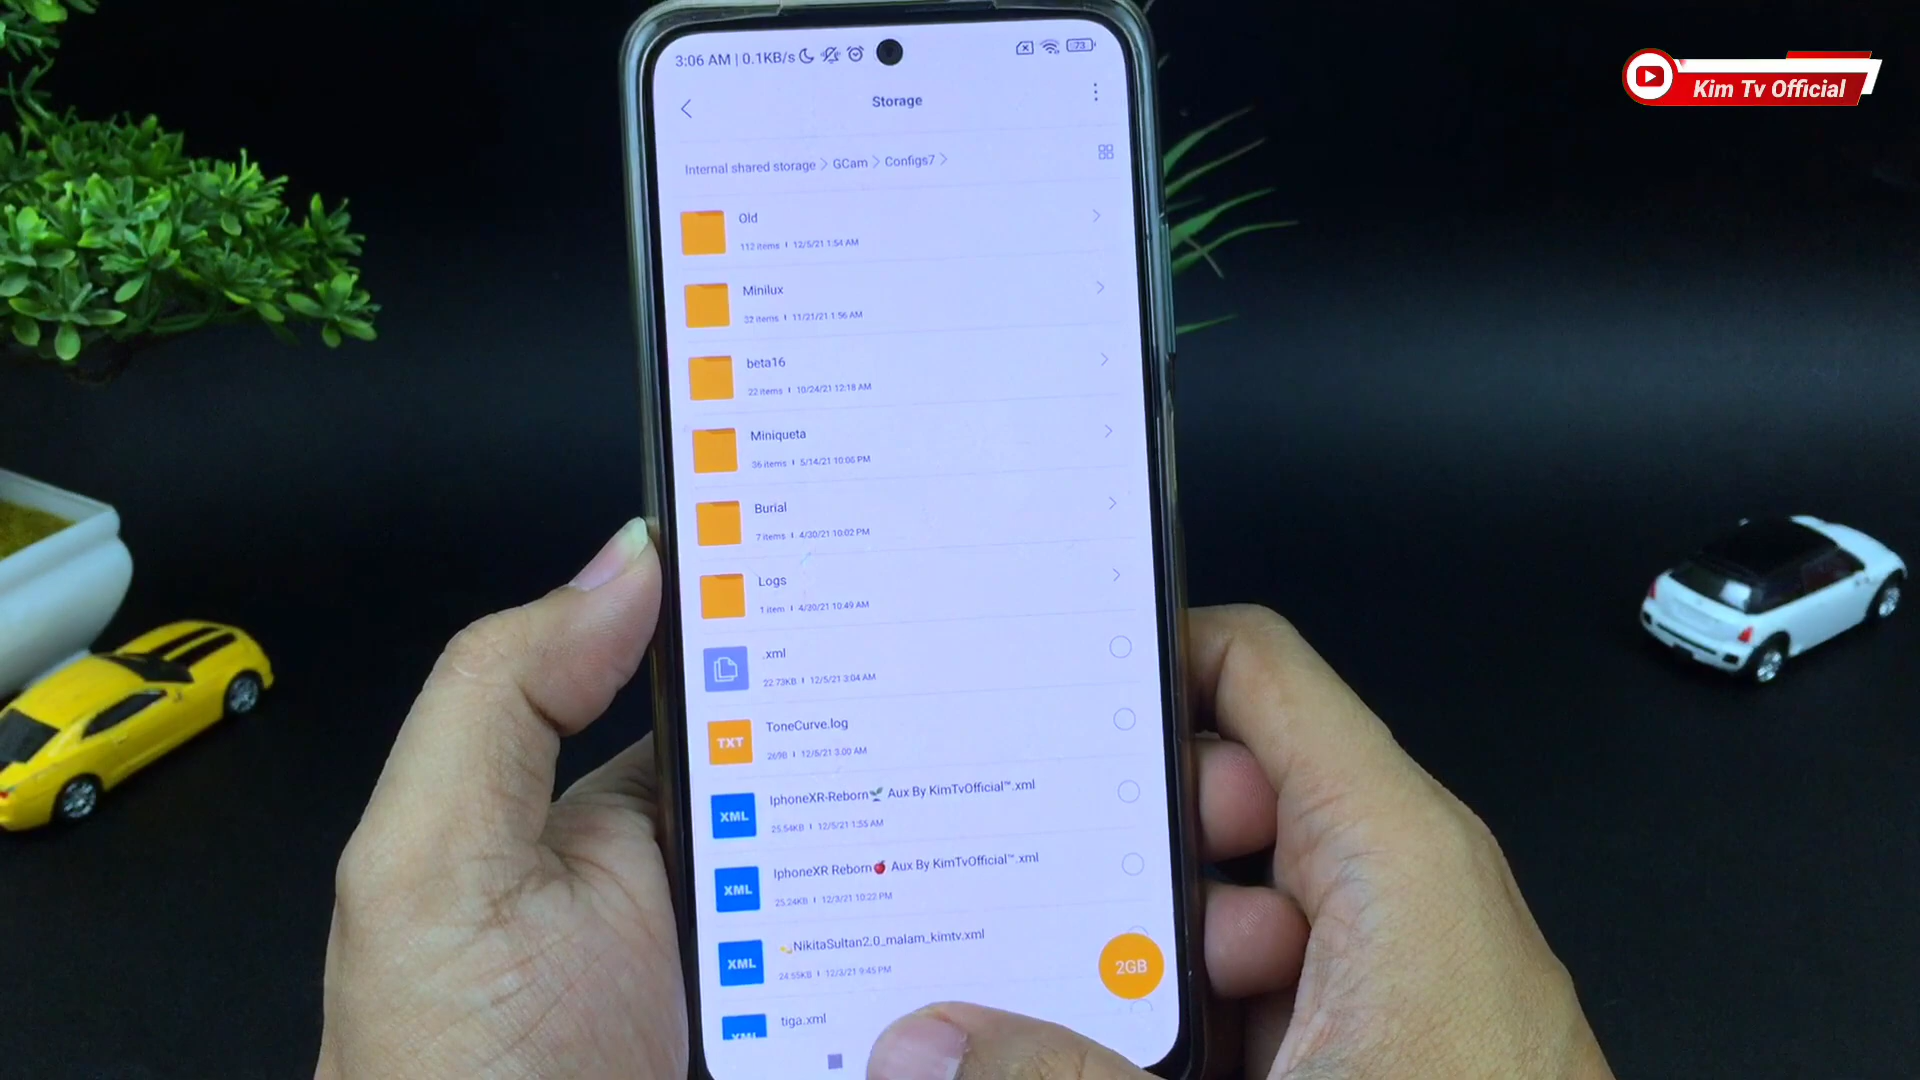 3:06 AM | 0.1KB/s
73
Kim Tv Official
Storage
Internal shared storage > GCam > Configs7 >
Old
112 items | 12/5/21 1:54 AM
Minilux
32 items | 11/21/21 1:56 AM
beta16
22 items | 10/24/21 12:18 AM
Miniqueta
36 items | 5/14/21 10:06 PM
Burial
7 items | 4/30/21 10:02 PM
Logs
1 item | 4/30/21 10:49 AM
.xml
22.73KB | 12/5/21 3:04 AM
TXT
ToneCurve.log
269B | 12/5/21 3:00 AM
XML
IphoneXR-Reborn🌱 Aux By KimTvOfficial™.xml
25.54KB | 12/5/21 1:55 AM
XML
IphoneXR Reborn🍎 Aux By KimTvOfficial™.xml
25.24KB | 12/3/21 10:22 PM
XML
💫NikitaSultan2.0_malam_kimtv.xml
24.55KB | 12/3/21 9:45 PM
2GB
XML
tiga.xml